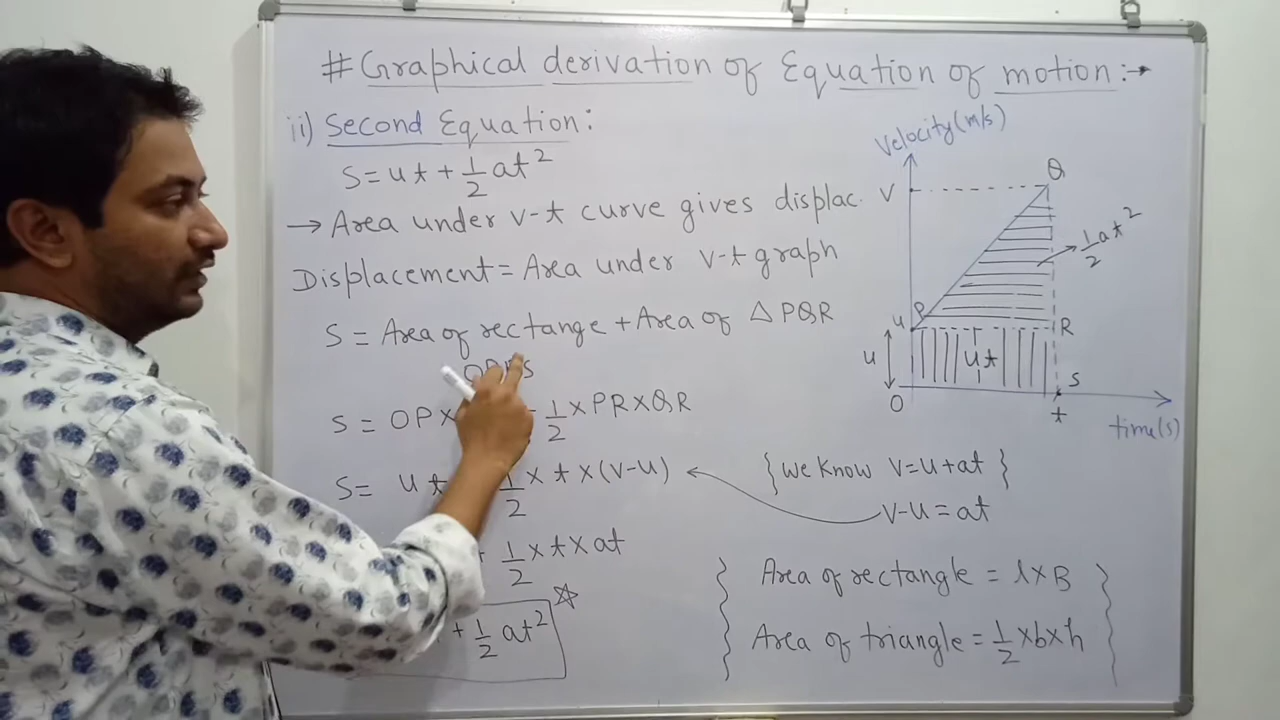 # Graphical derivation of Equation of motion:→
ii) Second Equation:
S = ut + 1/2 at²
→ Area under v-t curve gives displac.
Displacement = Area under v-t graph
S = Area of rectange + Area of △PQR
S = OP×
1/2 × PR × QR
S = ut
1/2 × t × (v-u)
1/2 × t × at
+ 1/2 at²
Velocity (m/s)
V
Q
1/2 at²
u
P
R
u
ut
S
O
t
time(s)
{ We know v = u + at }
v-u = at
Area of rectangle = l×B
Area of triangle = 1/2 ×b×h